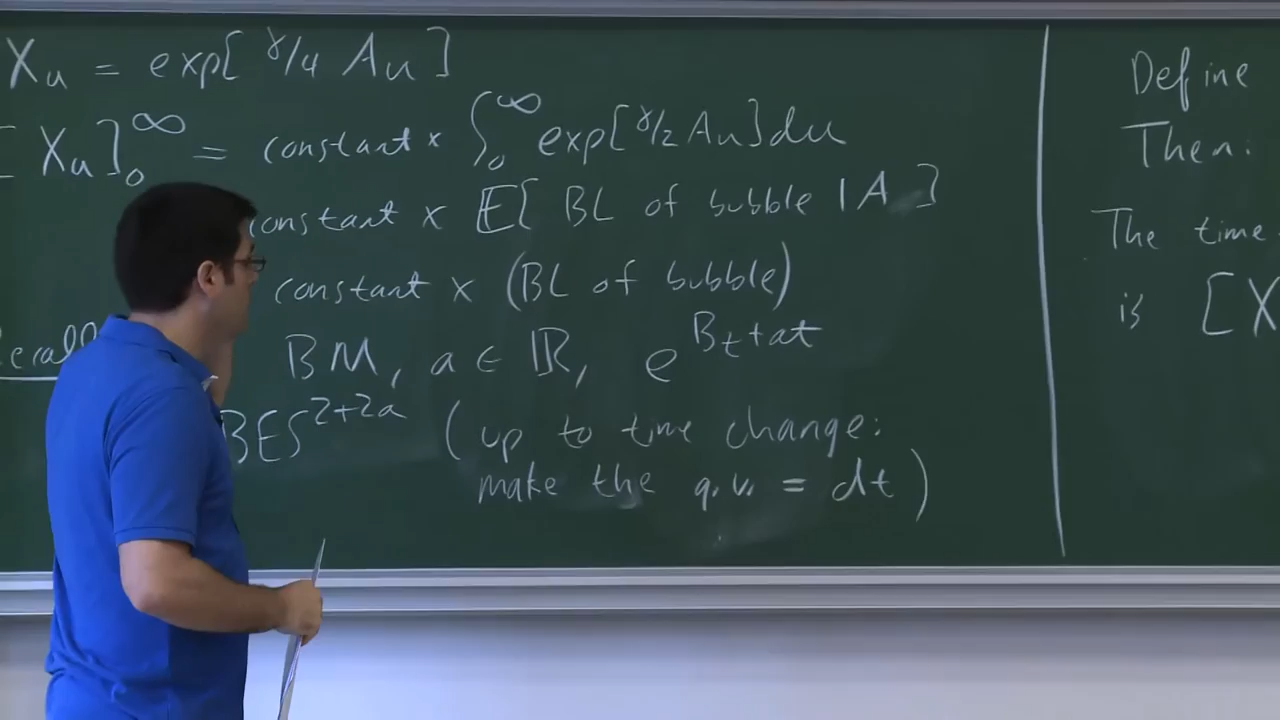 X_u = exp[ γ/4 A_u ]
[ X_u ]_0^∞ = constant × ∫_0^∞ exp[ γ/2 A_u ] du
constant × 𝔼[ BL of bubble | A ]
constant × (BL of bubble)
BM, a ∈ ℝ, e^{B_t + at}
BES^{2+2a} (up to time change:
make the q.v. = dt)
Define
Then:
The time
is [X